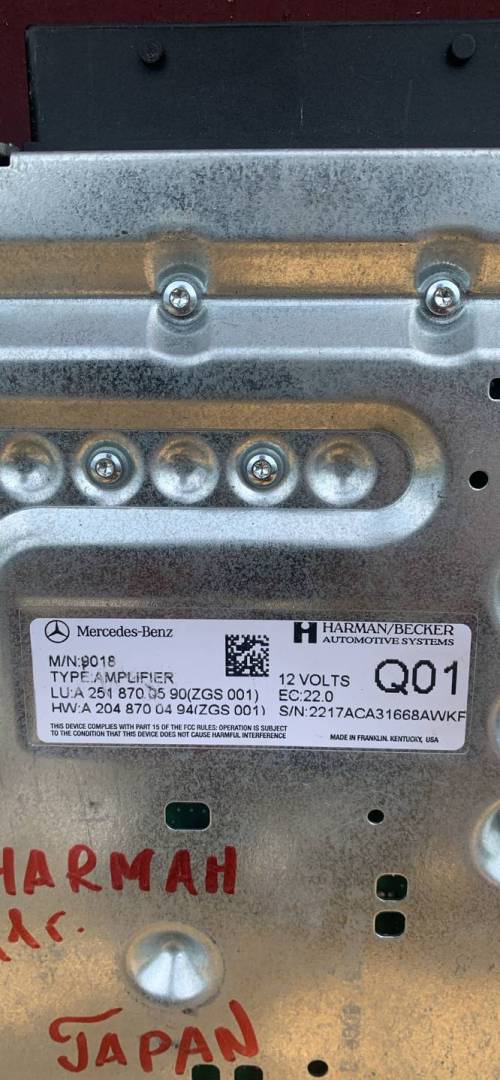 Mercedes-Benz
HARMAN/BECKER
AUTOMOTIVE SYSTEMS
M/N:9018
TYPE:AMPLIFIER
LU:A 251 870 05 90(ZGS 001)
HW:A 204 870 04 94(ZGS 001)
12 VOLTS
EC:22.0
Q01
S/N:2217ACA31668AWKF
THIS DEVICE COMPLIES WITH PART 15 OF THE FCC RULES: OPERATION IS SUBJECT
TO THE CONDITION THAT THIS DEVICE DOES NOT CAUSE HARMFUL INTERFERENCE
MADE IN FRANKLIN. KENTUCKY, USA
HARMAH
г.
JAPAN